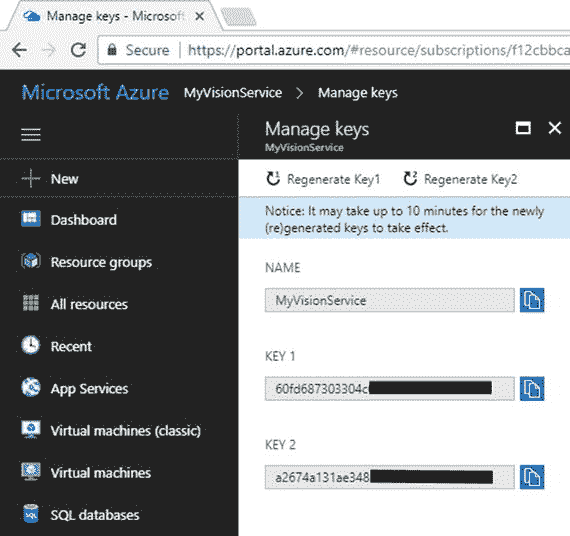 Manage keys - Microsoft
Secure https://portal.azure.com/#resource/subscriptions/f12cbbca
Microsoft Azure MyVisionService > Manage keys
Manage keys
MyVisionService
Regenerate Key1 Regenerate Key2
Notice: It may take up to 10 minutes for the newly
(re)generated keys to take effect.
NAME
MyVisionService
KEY 1
60fd687303304c
KEY 2
a2674a131ae348
New
Dashboard
Resource groups
All resources
Recent
App Services
Virtual machines (classic)
Virtual machines
SQL databases